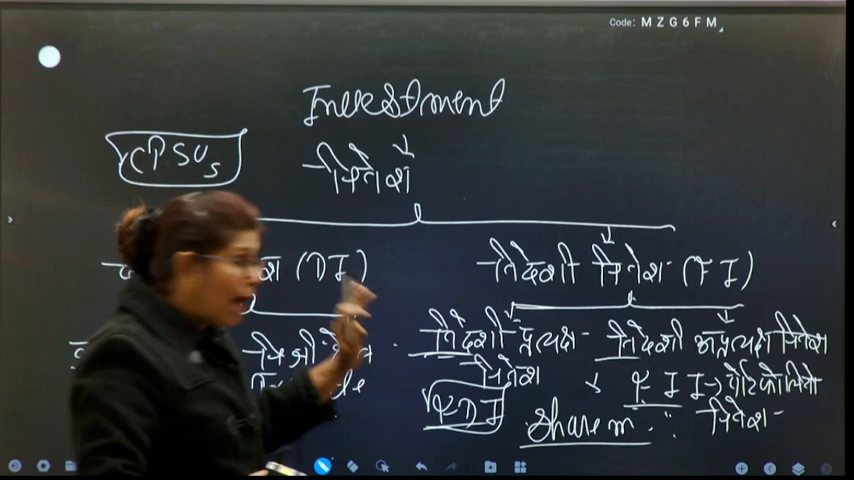 Code: M Z G 6 F M
Investment
CPSUs
निवेश
(DI)
विदेशी निवेश (FI)
निजी
विदेशी प्रत्यक्ष
निवेश
FDI
विदेशी अप्रत्यक्ष निवेश
FII → पोर्टफोलियो
निवेश
Share m.